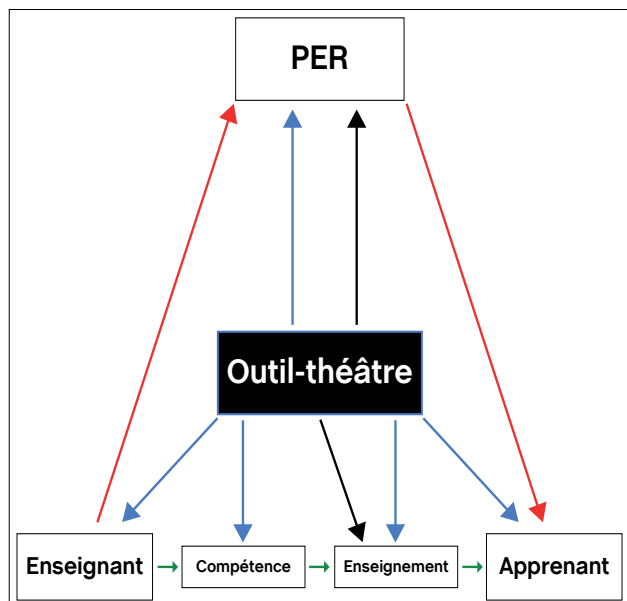 PER
Outil-théâtre
Enseignant
Compétence
Enseignement
Apprenant